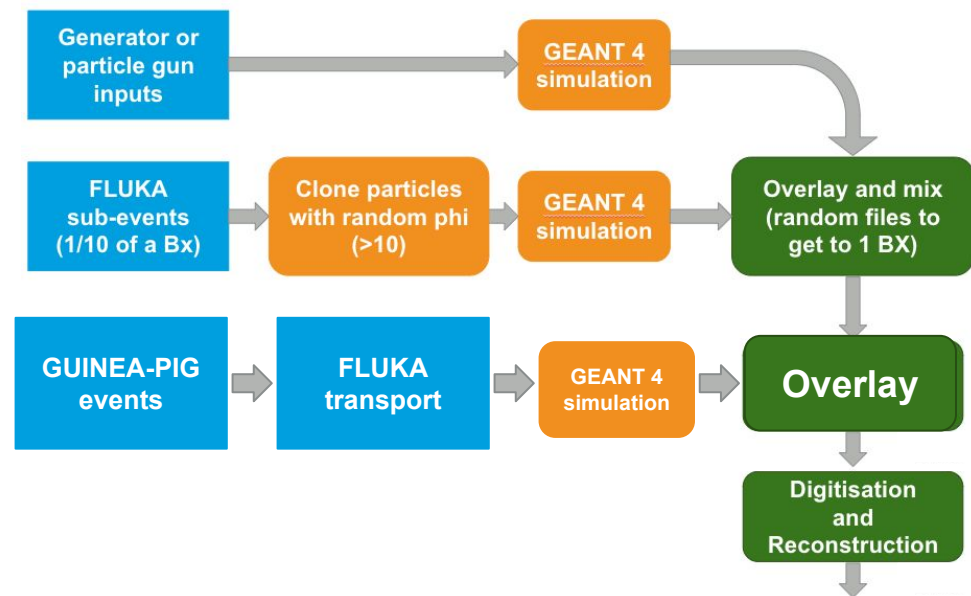 Generator or
particle gun
inputs
GEANT 4
simulation
FLUKA
sub-events
(1/10 of a Bx)
Clone particles
with random phi
(>10)
GEANT 4
simulation
Overlay and mix
(random files to
get to 1 BX)
GUINEA-PIG
events
FLUKA
transport
GEANT 4
simulation
Overlay
Digitisation
and
Reconstruction